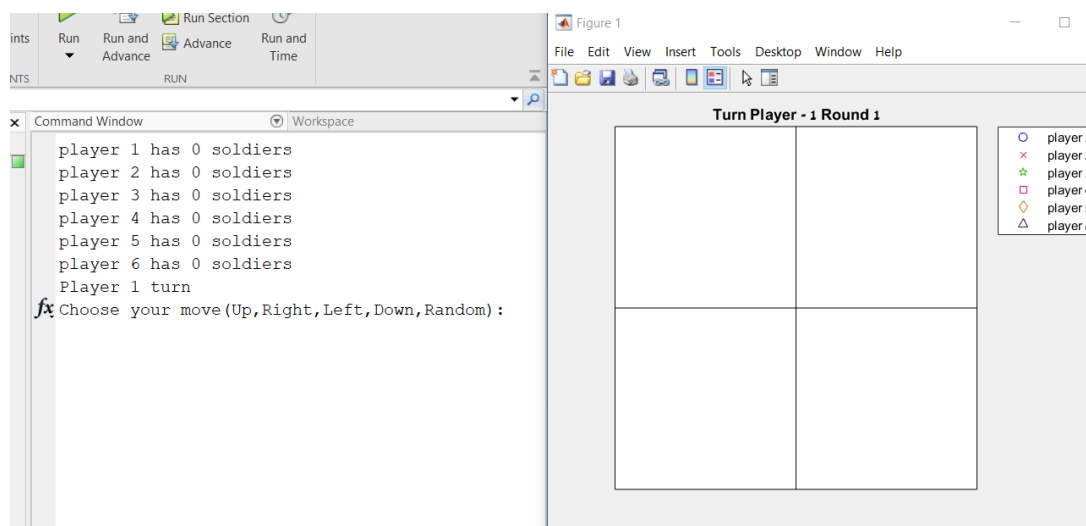 Run Section
ints
Run
Run and
Advance
Advance
Run and
Time
NTS
RUN
Command Window
Workspace
player 1 has 0 soldiers
player 2 has 0 soldiers
player 3 has 0 soldiers
player 4 has 0 soldiers
player 5 has 0 soldiers
player 6 has 0 soldiers
Player 1 turn
fx Choose your move(Up,Right,Left,Down,Random):
Figure 1
File Edit View Insert Tools Desktop Window Help
Turn Player - 1 Round 1
player
player
player
player
player
player